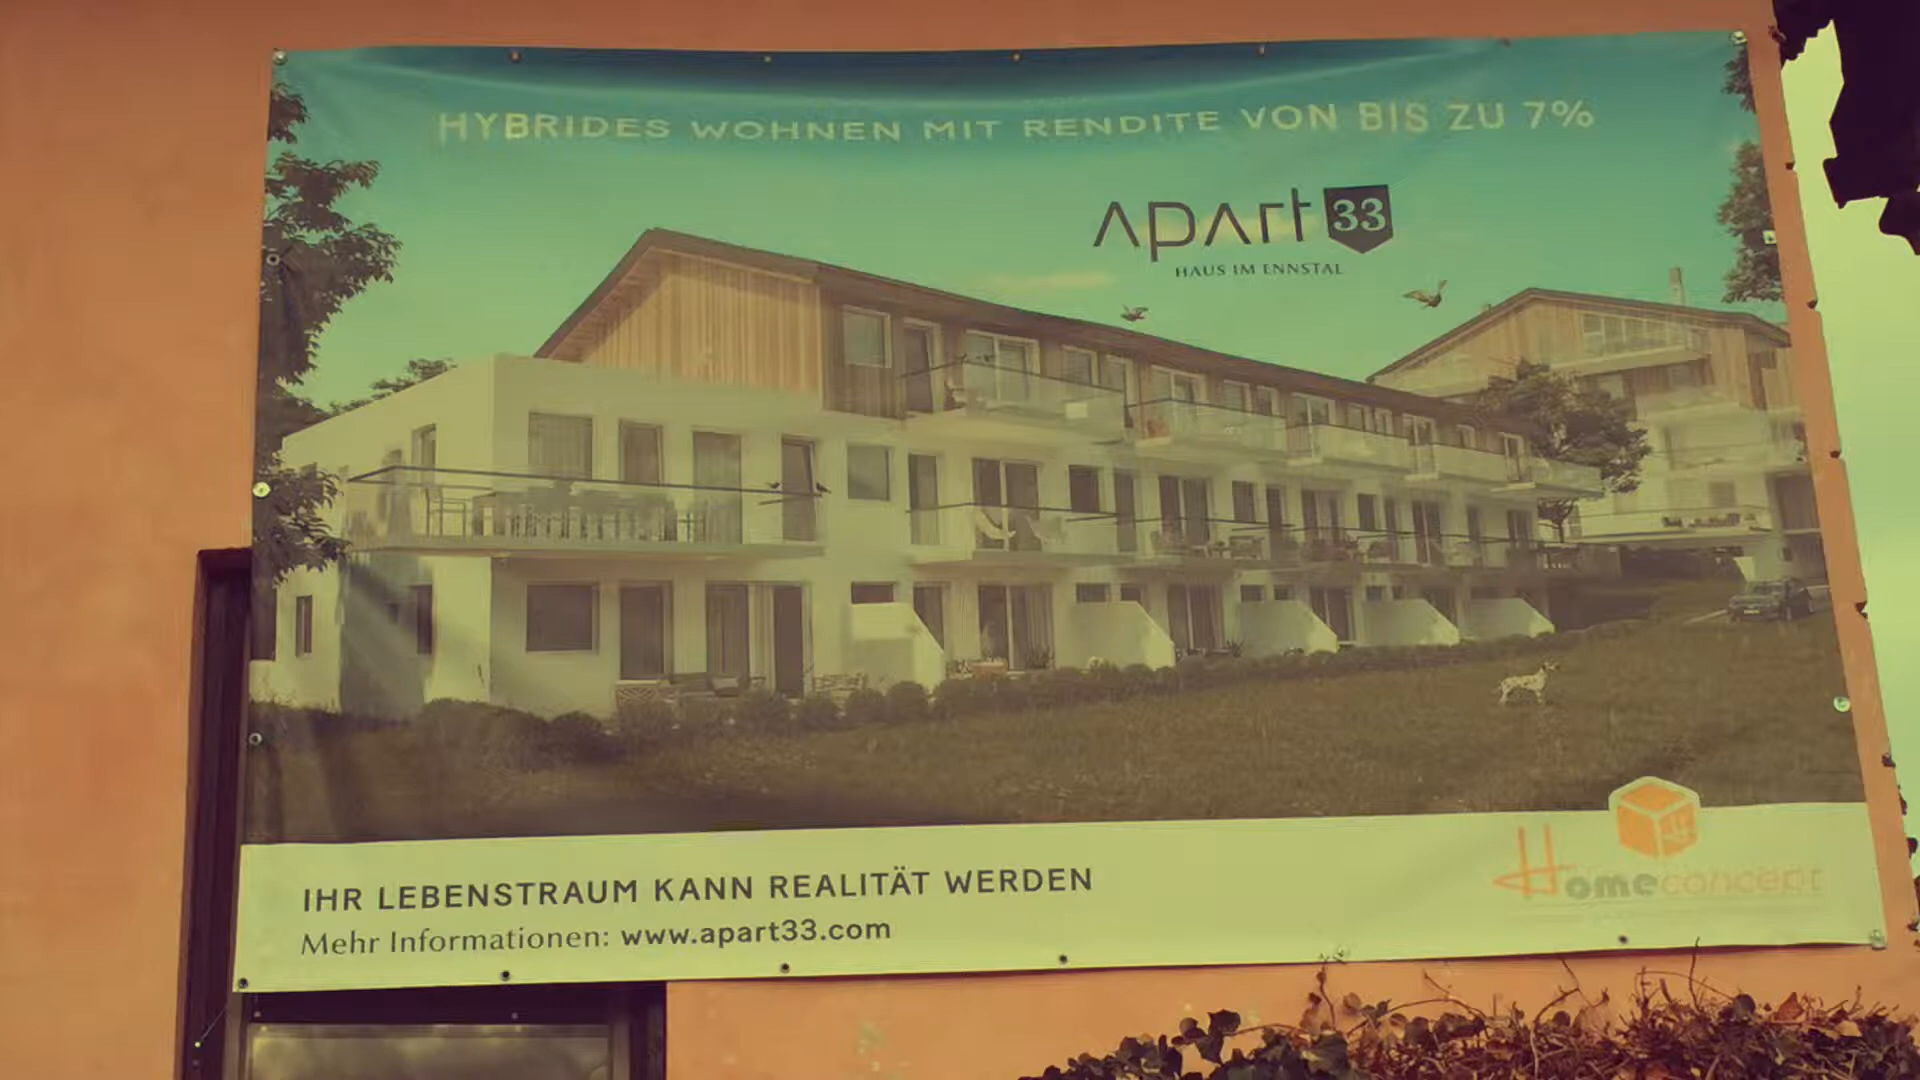 HYBRIDES WOHNEN MIT RENDITE VON BIS ZU 7%
Apart 33
HAUS IM ENNSTAL
IHR LEBENSTRAUM KANN REALITÄT WERDEN
Mehr Informationen: www.apart33.com
Homeconcept